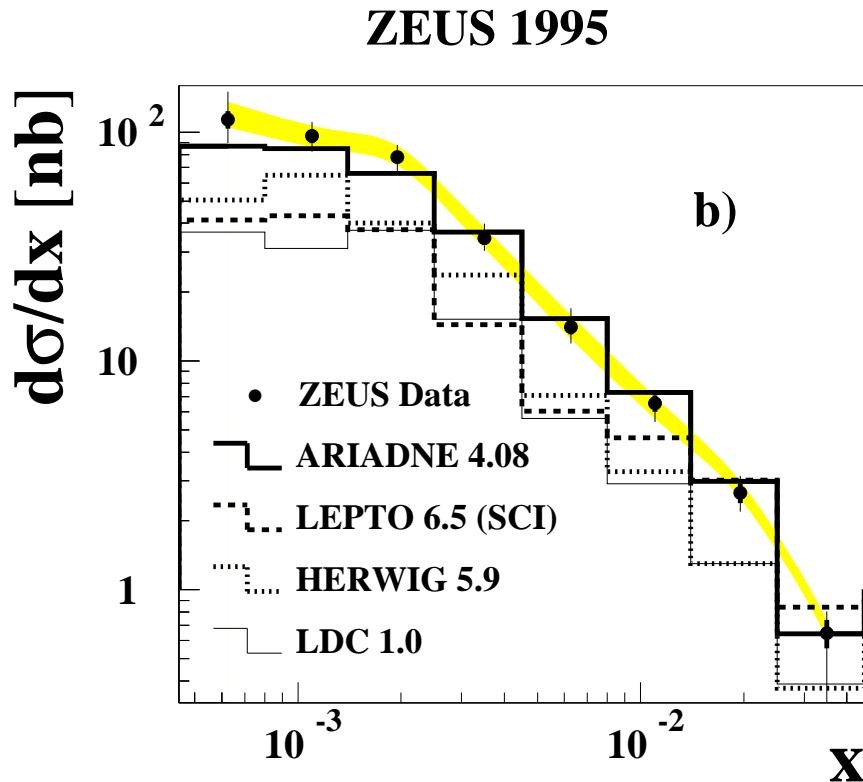 ZEUS 1995
dσ/dx [nb]
10 2
10
1
b)
ZEUS Data
ARIADNE 4.08
LEPTO 6.5 (SCI)
HERWIG 5.9
LDC 1.0
10 -3
10 -2
x